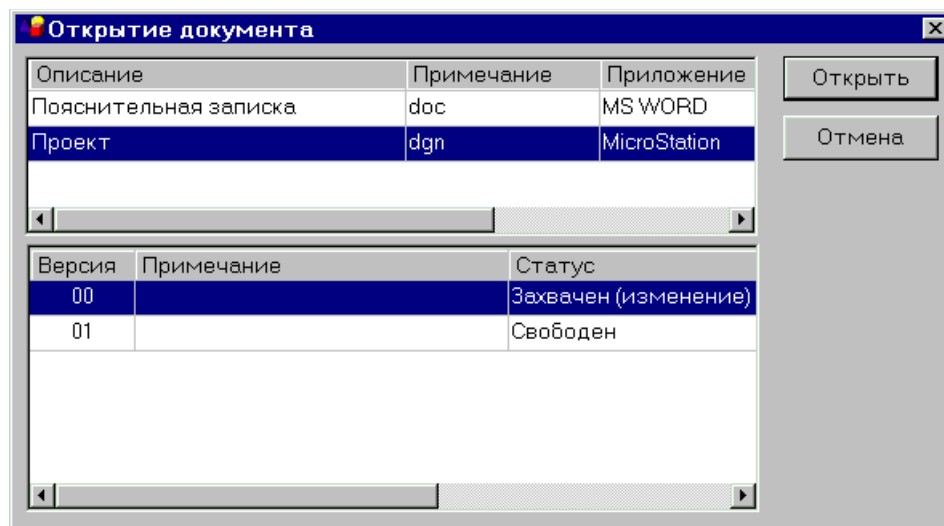 Открытие документа
Описание Примечание Приложение
Пояснительная записка doc MS WORD
Проект dgn MicroStation
Открыть
Отмена
Версия Примечание Статус
00 Захвачен (изменение)
01 Свободен